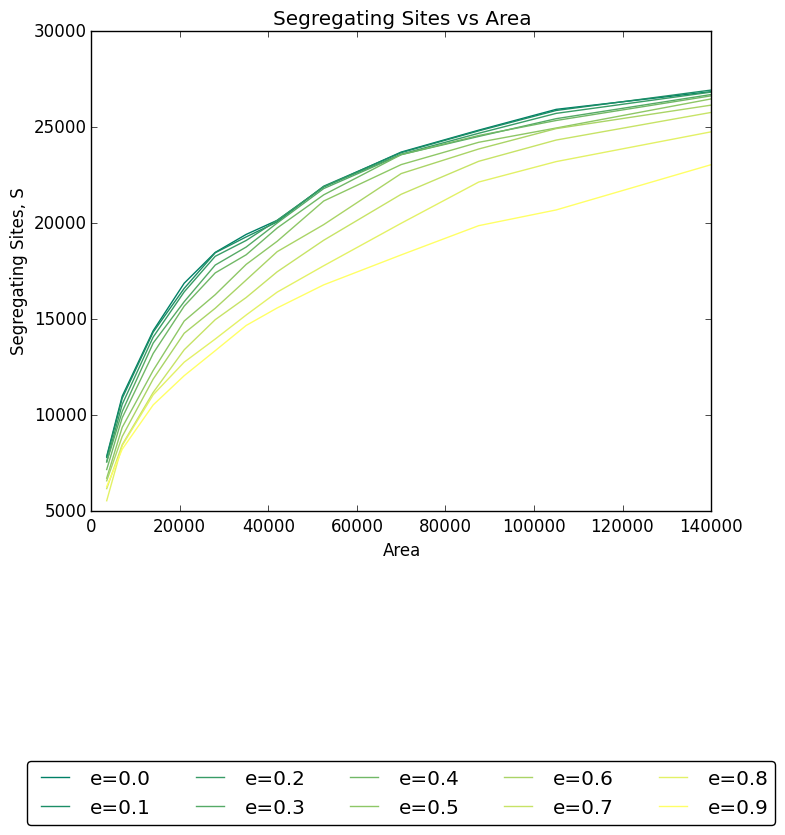 Segregating Sites vs Area
30000
25000
20000
15000
10000
5000
Segregating Sites, S
0 20000 40000 60000 80000 100000 120000 140000
Area
e=0.0 e=0.2 e=0.4 e=0.6 e=0.8
e=0.1 e=0.3 e=0.5 e=0.7 e=0.9